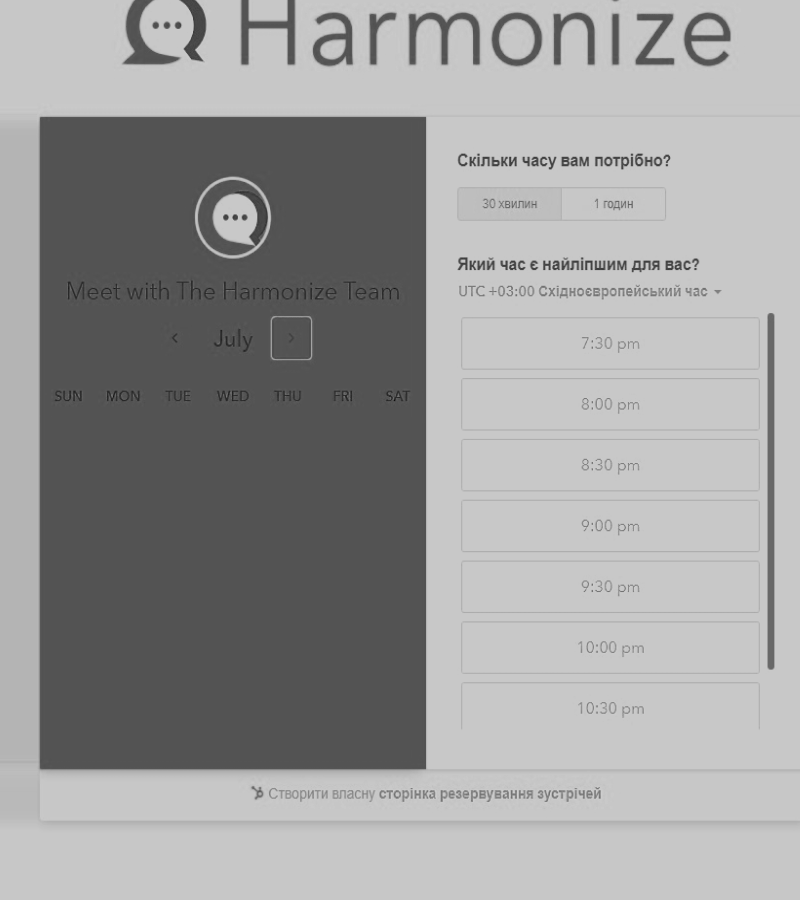 Harmonize
Meet with The Harmonize Team
July
SUN MON TUE WED THU FRI SAT
Скільки часу вам потрібно?
30 хвилин 1 годин
Який час є найліпшим для вас?
UTC +03:00 Східноєвропейський час
7:30 pm
8:00 pm
8:30 pm
9:00 pm
9:30 pm
10:00 pm
10:30 pm
Створити власну сторінка резервування зустрічей